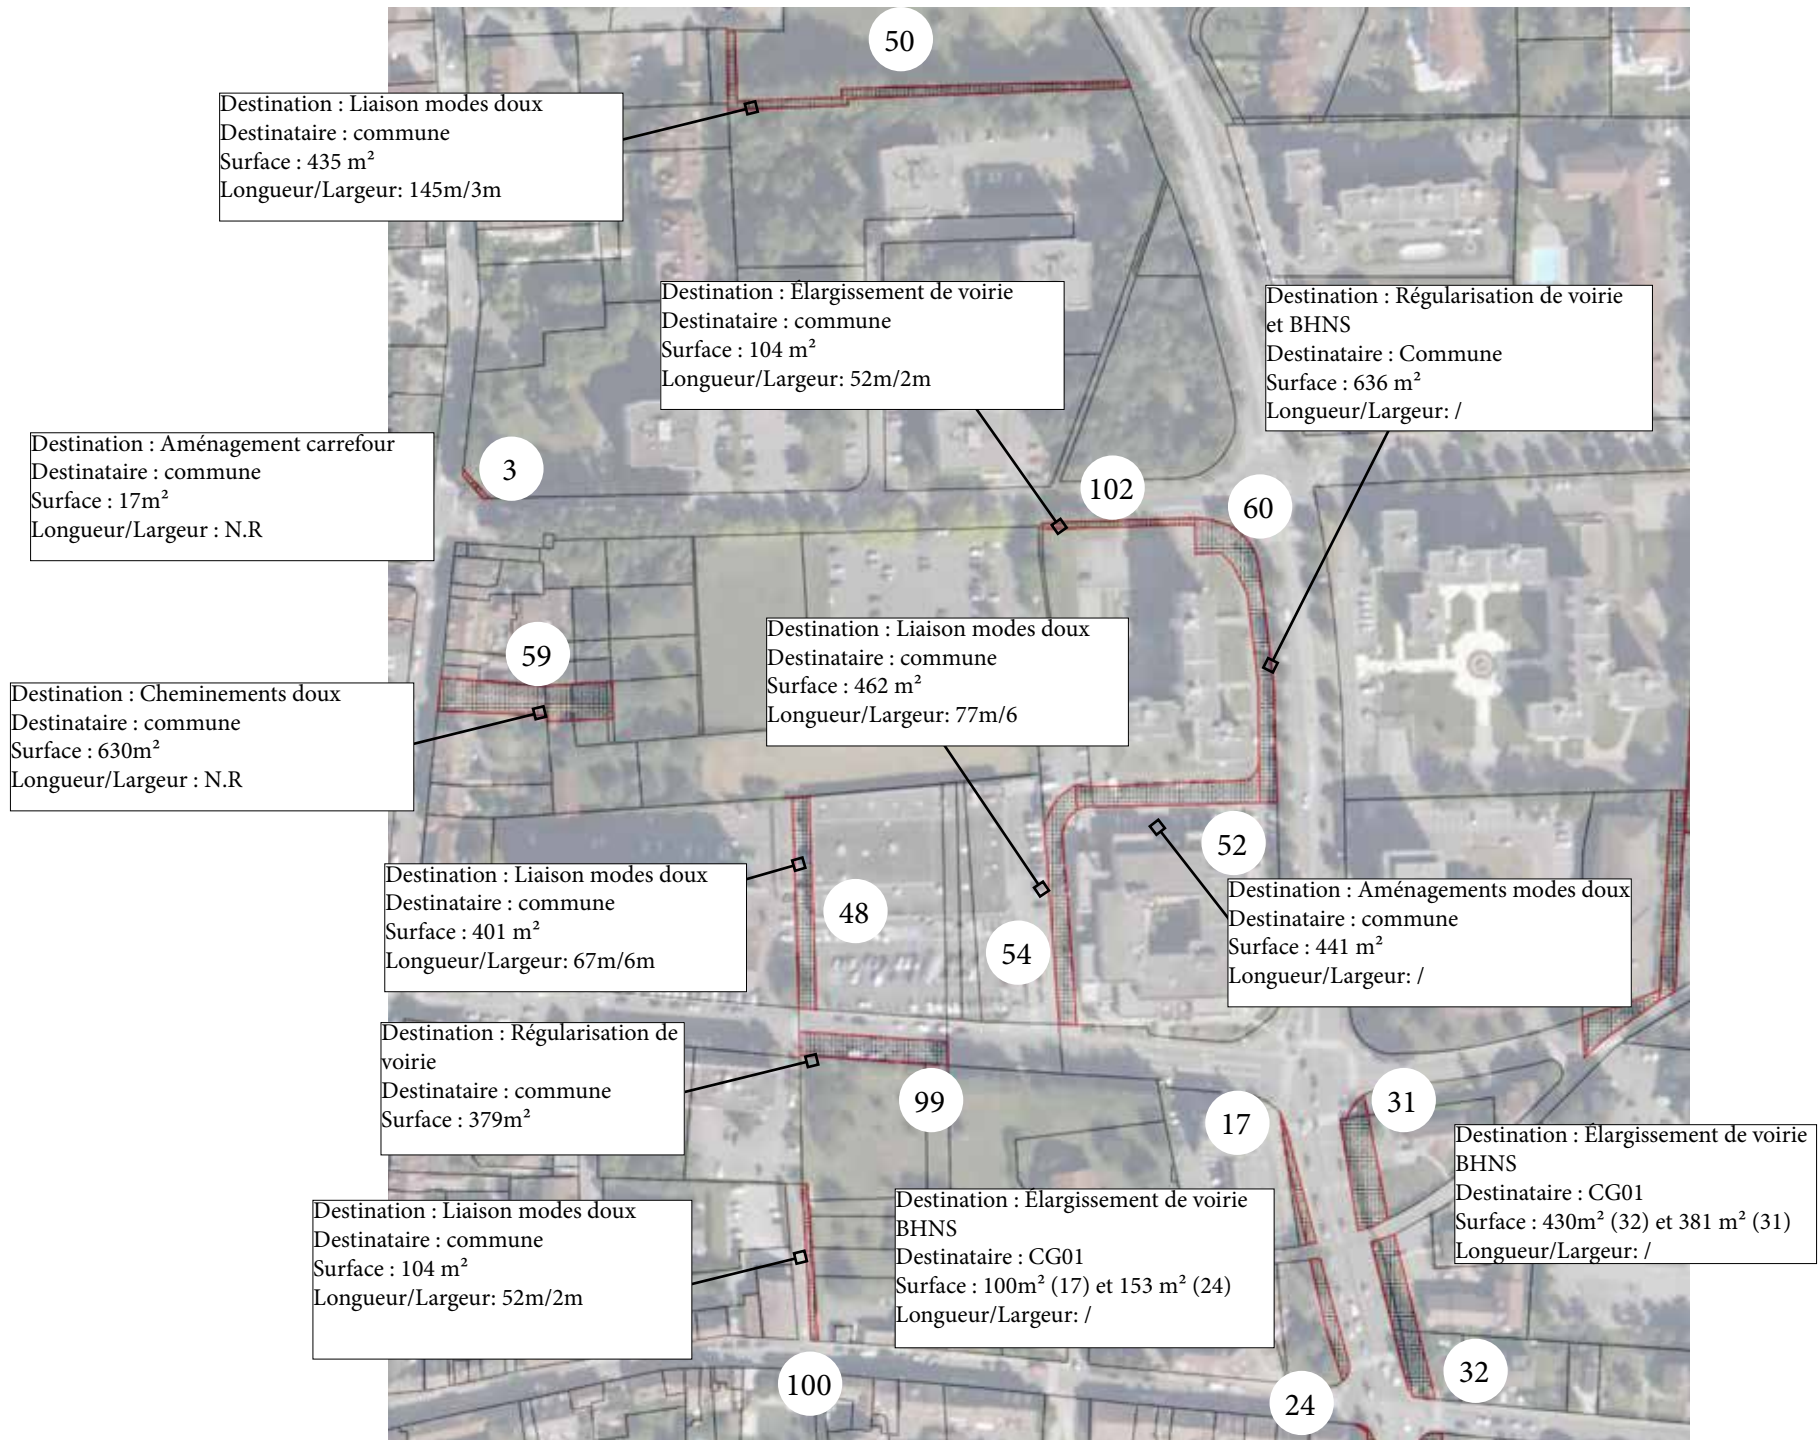 50
Destination : Liaison modes doux
Destinataire : commune
Surface : 435 m²
Longueur/Largeur: 145m/3m
Destination : Élargissement de voirie
Destinataire : commune
Surface : 104 m²
Longueur/Largeur: 52m/2m
Destination : Régularisation de voirie
et BHNS
Destinataire : Commune
Surface : 636 m²
Longueur/Largeur: /
Destination : Aménagement carrefour
Destinataire : commune
Surface : 17m²
Longueur/Largeur : N.R
3
102
60
59
Destination : Liaison modes doux
Destinataire : commune
Surface : 462 m²
Longueur/Largeur: 77m/6
Destination : Cheminements doux
Destinataire : commune
Surface : 630m²
Longueur/Largeur : N.R
52
Destination : Liaison modes doux
Destinataire : commune
Surface : 401 m²
Longueur/Largeur: 67m/6m
48
54
Destination : Aménagements modes doux
Destinataire : commune
Surface : 441 m²
Longueur/Largeur: /
Destination : Régularisation de
voirie
Destinataire : commune
Surface : 379m²
99
17
31
Destination : Élargissement de voirie
BHNS
Destinataire : CG01
Surface : 430m² (32) et 381 m² (31)
Longueur/Largeur: /
Destination : Élargissement de voirie
BHNS
Destinataire : CG01
Surface : 100m² (17) et 153 m² (24)
Longueur/Largeur: /
Destination : Liaison modes doux
Destinataire : commune
Surface : 104 m²
Longueur/Largeur: 52m/2m
100
24
32